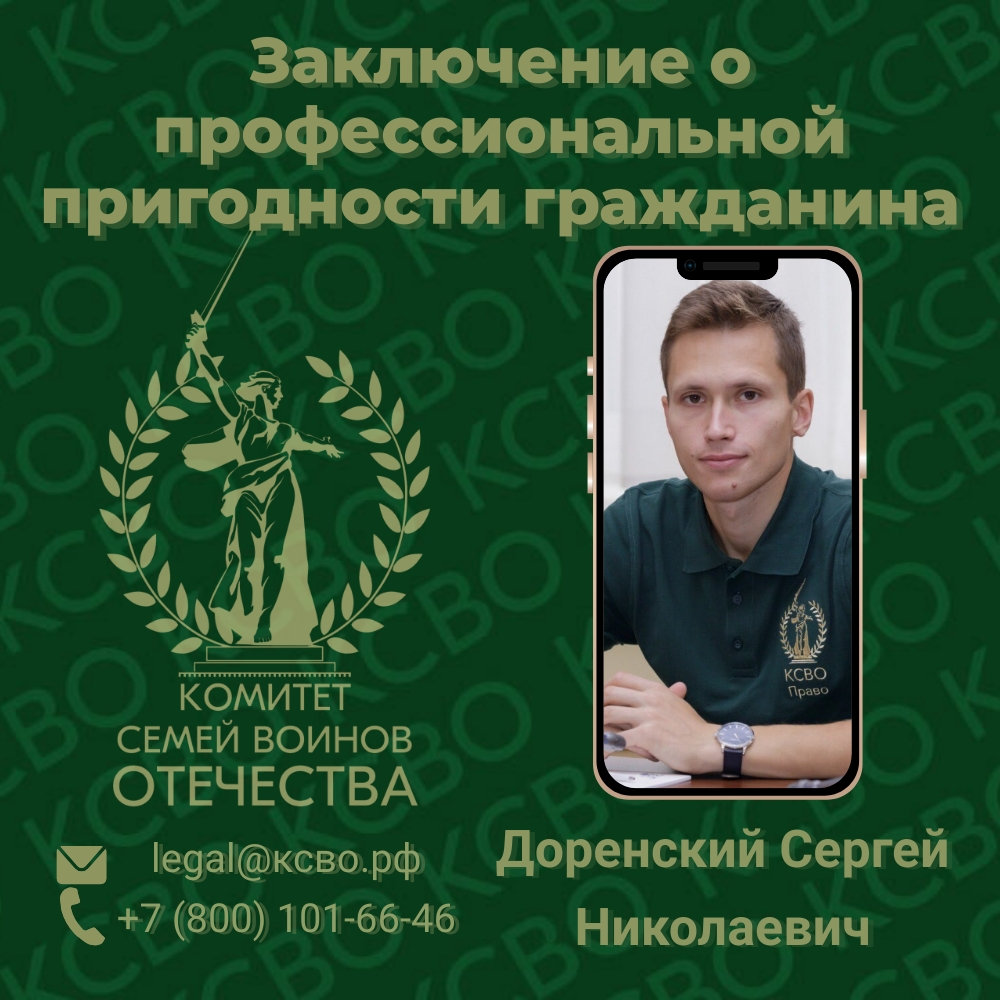 Заключение о
профессиональной
пригодности гражданина
КОМИТЕТ
СЕМЕЙ ВОИНОВ
ОТЕЧЕСТВА
КСВО
Право
legal@ксво.рф
+7 (800) 101-66-46
Доренский Сергей
Николаевич